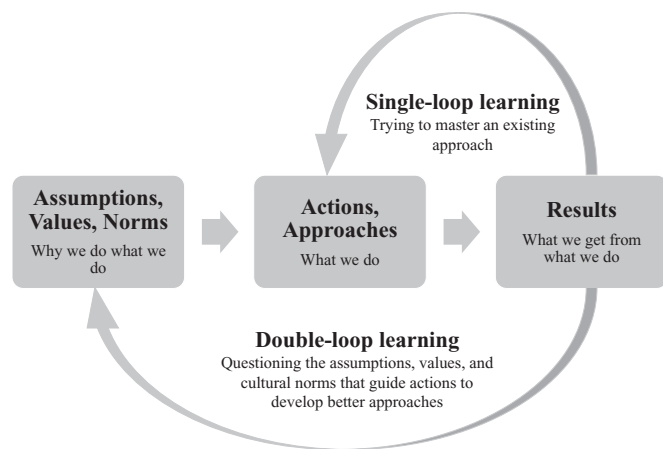 Single-loop learning
Trying to master an existing
approach
Assumptions,
Values, Norms
Why we do what we
do
Actions,
Approaches
What we do
Results
What we get from
what we do
Double-loop learning
Questioning the assumptions, values, and
cultural norms that guide actions to
develop better approaches